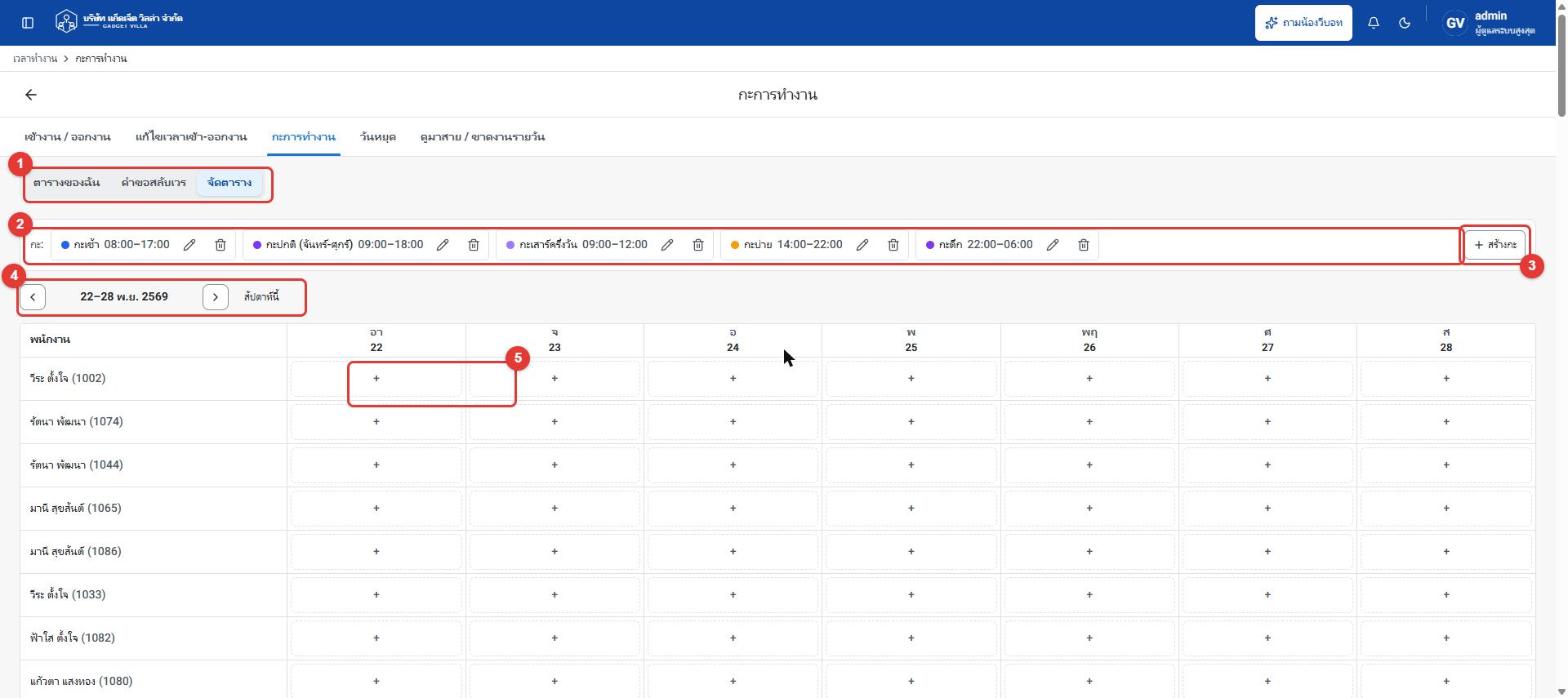 บริษัท แก็ดเจ็ต วิลล่า จำกัด
GADGET VILLA
ถามน้องวีบอท
GV
admin
ผู้ดูแลระบบสูงสุด
เวลาทำงาน > กะการทำงาน
กะการทำงาน
เข้างาน / ออกงาน แก้ไขเวลาเข้า-ออกงาน กะการทำงาน วันหยุด ดูมาสาย / ขาดงานรายวัน
1
ตารางของฉัน คำขอสลับเวร จัดตาราง
2
กะ: กะเช้า 08:00–17:00 กะปกติ (จันทร์-ศุกร์) 09:00–18:00 กะเสาร์ครึ่งวัน 09:00–12:00 กะบ่าย 14:00–22:00 กะดึก 22:00–06:00 + สร้างกะ
3
4
22–28 พ.ย. 2569 สัปดาห์นี้
พนักงาน อา 22 จ 23 อ 24 พ 25 พฤ 26 ศ 27 ส 28
5
วีระ ตั้งใจ (1002) + + + + + + +
รัตนา พัฒนา (1074) + + + + + + +
รัตนา พัฒนา (1044) + + + + + + +
มานี สุขสันต์ (1065) + + + + + + +
มานี สุขสันต์ (1086) + + + + + + +
วีระ ตั้งใจ (1033) + + + + + + +
ฟ้าใส ตั้งใจ (1082) + + + + + + +
แก้วตา แสงทอง (1080) + + + + + + +